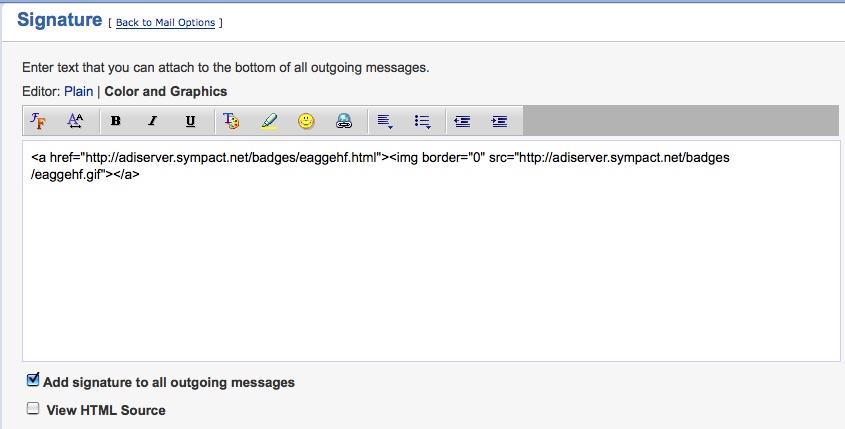 Signature [ Back to Mail Options ]
Enter text that you can attach to the bottom of all outgoing messages.
Editor: Plain | Color and Graphics
B I U
<a href="http://adiserver.sympact.net/badges/eaggehf.html"><img border="0" src="http://adiserver.sympact.net/badges
/eaggehf.gif"></a>
Add signature to all outgoing messages
View HTML Source